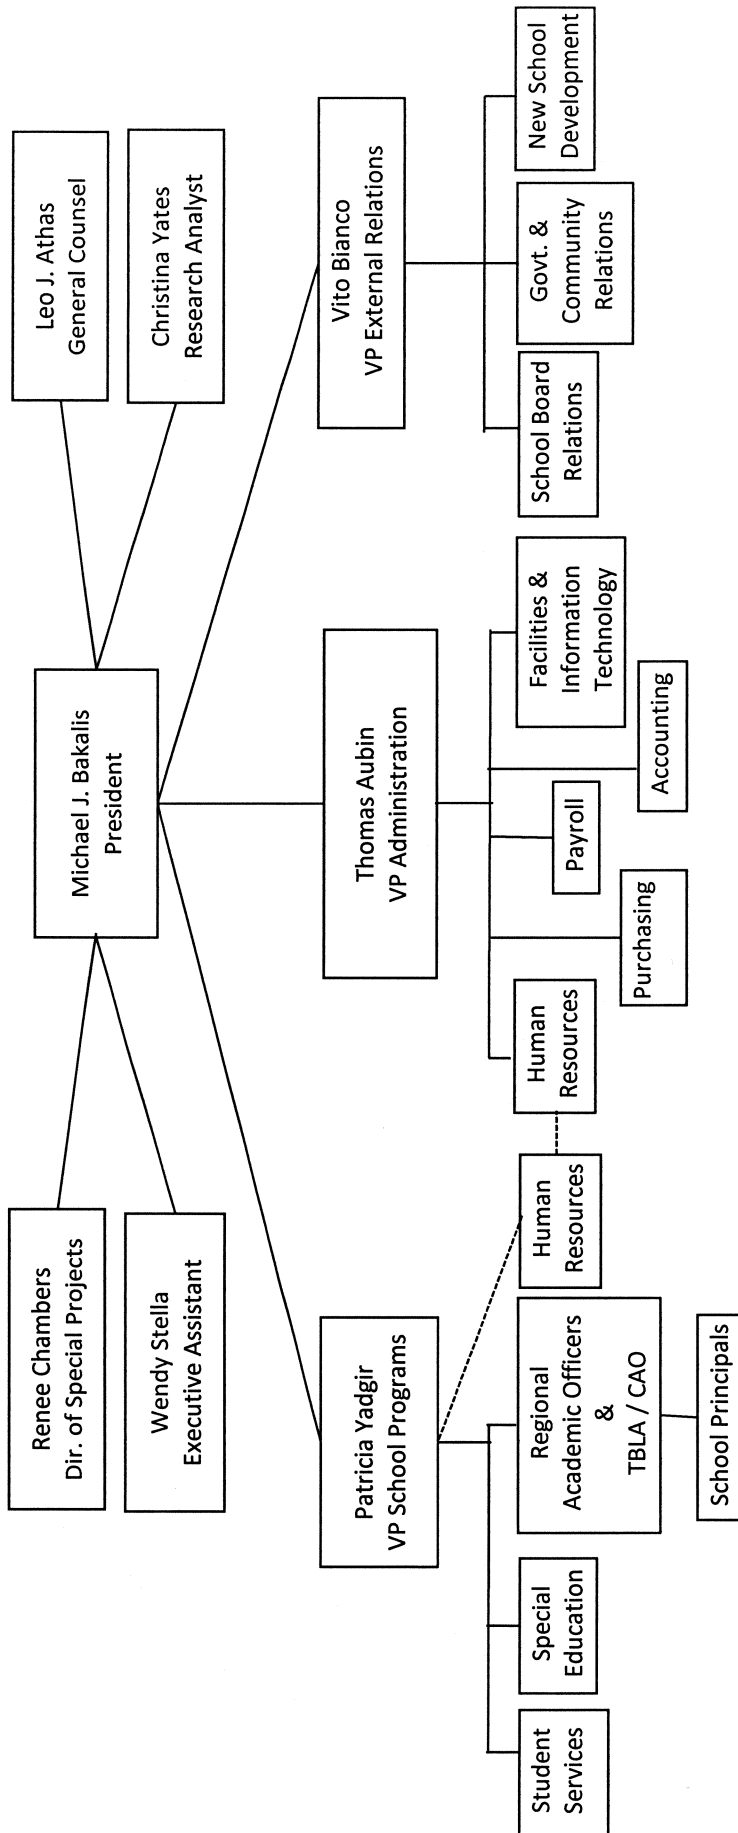 Renee Chambers
Dir. of Special Projects
Wendy Stella
Executive Assistant
Michael J. Bakalis
President
Leo J. Athas
General Counsel
Christina Yates
Research Analyst
Patricia Yadgir
VP School Programs
Thomas Aubin
VP Administration
Vito Bianco
VP External Relations
Student
Services
Special
Education
Regional
Academic Officers
&
TBLA / CAO
School Principals
Human
Resources
Human
Resources
Purchasing
Payroll
Accounting
Facilities &
Information
Technology
School Board
Relations
Govt. &
Community
Relations
New School
Development